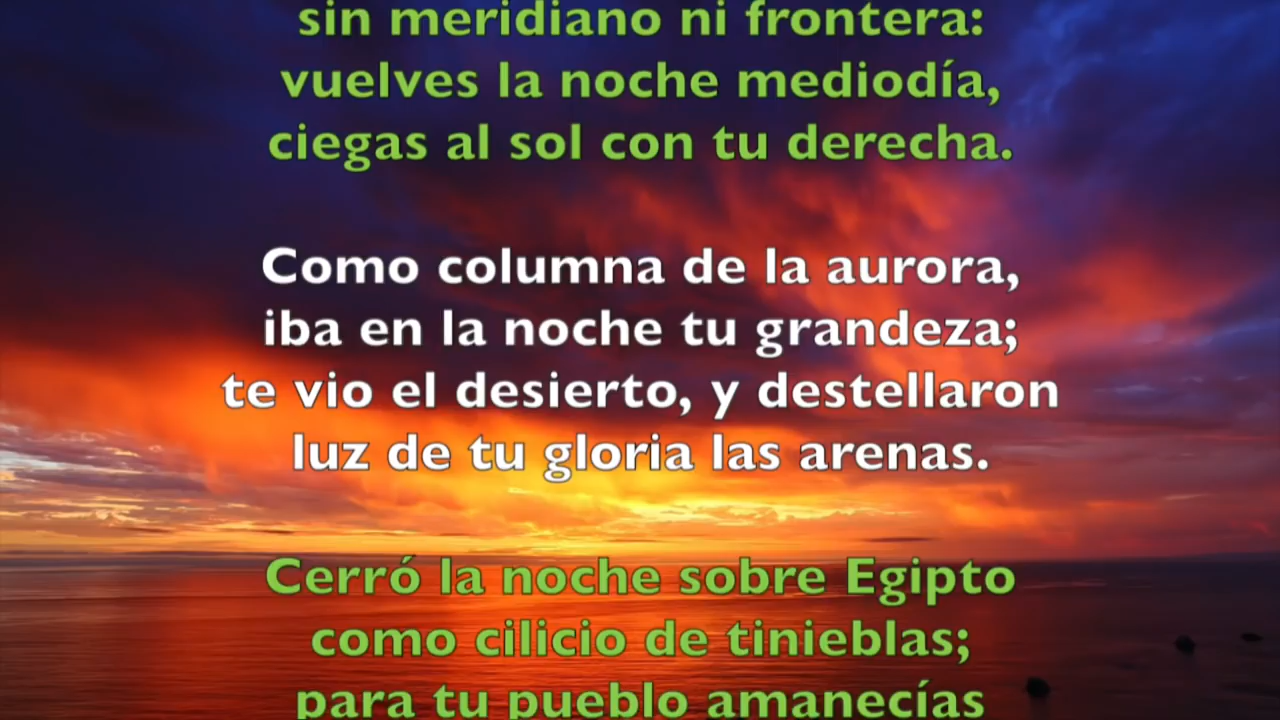 sin meridiano ni frontera:
vuelves la noche mediodía,
ciegas al sol con tu derecha.
Como columna de la aurora,
iba en la noche tu grandeza;
te vio el desierto, y destellaron
luz de tu gloria las arenas.
Cerró la noche sobre Egipto
como cilicio de tinieblas;
para tu pueblo amanecías